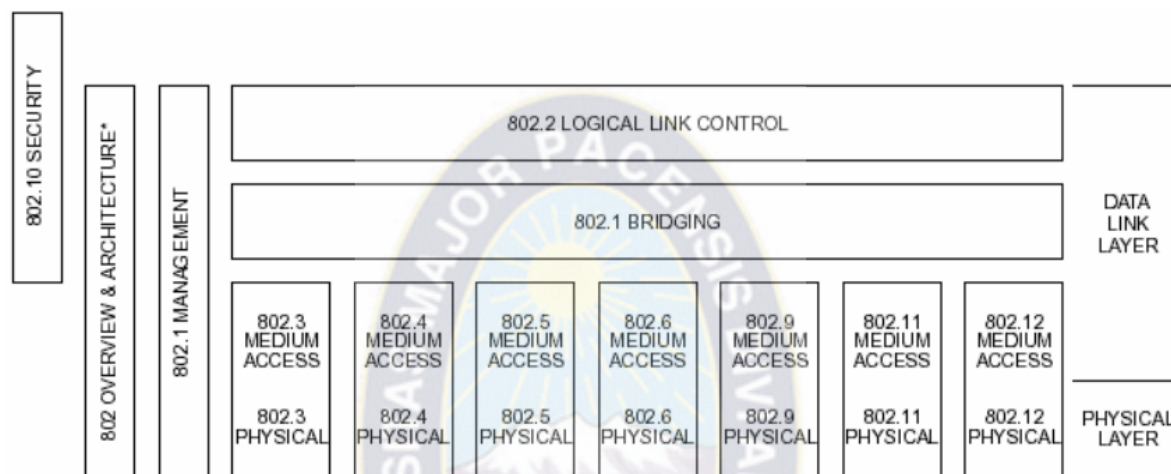 802.10 SECURITY
802 OVERVIEW & ARCHITECTURE*
802.1 MANAGEMENT
802.2 LOGICAL LINK CONTROL
802.1 BRIDGING
DATA
LINK
LAYER
802.3
MEDIUM
ACCESS
802.3
PHYSICAL
802.4
MEDIUM
ACCESS
802.4
PHYSICAL
802.5
MEDIUM
ACCESS
802.5
PHYSICAL
802.6
MEDIUM
ACCESS
802.6
PHYSICAL
802.9
MEDIUM
ACCESS
802.9
PHYSICAL
802.11
MEDIUM
ACCESS
802.11
PHYSICAL
802.12
MEDIUM
ACCESS
802.12
PHYSICAL
PHYSICAL
LAYER
MAJOR PACENSIS